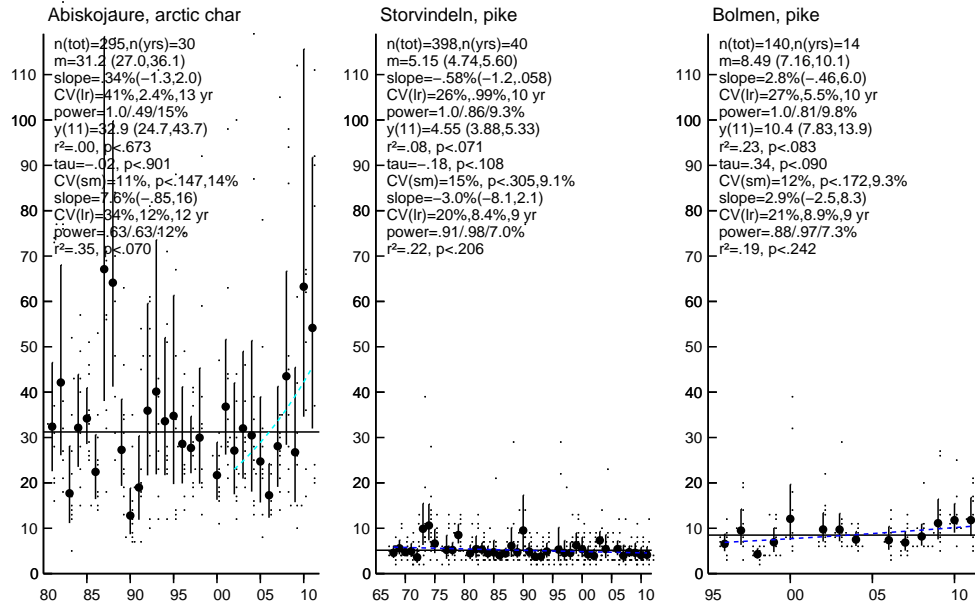 Abiskojaure, arctic char
n(tot)=295,n(yrs)=30
m=31.2 (27.0,36.1)
slope=.34%(−1.3,2.0)
CV(lr)=41%,2.4%,13 yr
power=1.0/.49/15%
y(11)=32.9 (24.7,43.7)
r²=.00, p<.673
tau=−.02, p<.901
CV(sm)=11%, p<.147,14%
slope=7.6%(−.85,16)
CV(lr)=34%,12%,12 yr
power=.63/.63/12%
r²=.35, p<.070
110
100
90
80
70
60
50
40
30
20
10
0
80 85 90 95 00 05 10
Storvindeln, pike
n(tot)=398,n(yrs)=40
m=5.15 (4.74,5.60)
slope=−.58%(−1.2,.058)
CV(lr)=26%,.99%,10 yr
power=1.0/.86/9.3%
y(11)=4.55 (3.88,5.33)
r²=.08, p<.071
tau=−.18, p<.108
CV(sm)=15%, p<.305,9.1%
slope=−3.0%(−8.1,2.1)
CV(lr)=20%,8.4%,9 yr
power=.91/.98/7.0%
r²=.22, p<.206
110
100
90
80
70
60
50
40
30
20
10
0
65 70 75 80 85 90 95 00 05 10
Bolmen, pike
n(tot)=140,n(yrs)=14
m=8.49 (7.16,10.1)
slope=2.8%(−.46,6.0)
CV(lr)=27%,5.5%,10 yr
power=1.0/.81/9.8%
y(11)=10.4 (7.83,13.9)
r²=.23, p<.083
tau=.34, p<.090
CV(sm)=12%, p<.172,9.3%
slope=2.9%(−2.5,8.3)
CV(lr)=21%,8.9%,9 yr
power=.88/.97/7.3%
r²=.19, p<.242
110
100
90
80
70
60
50
40
30
20
10
0
95 00 05 10